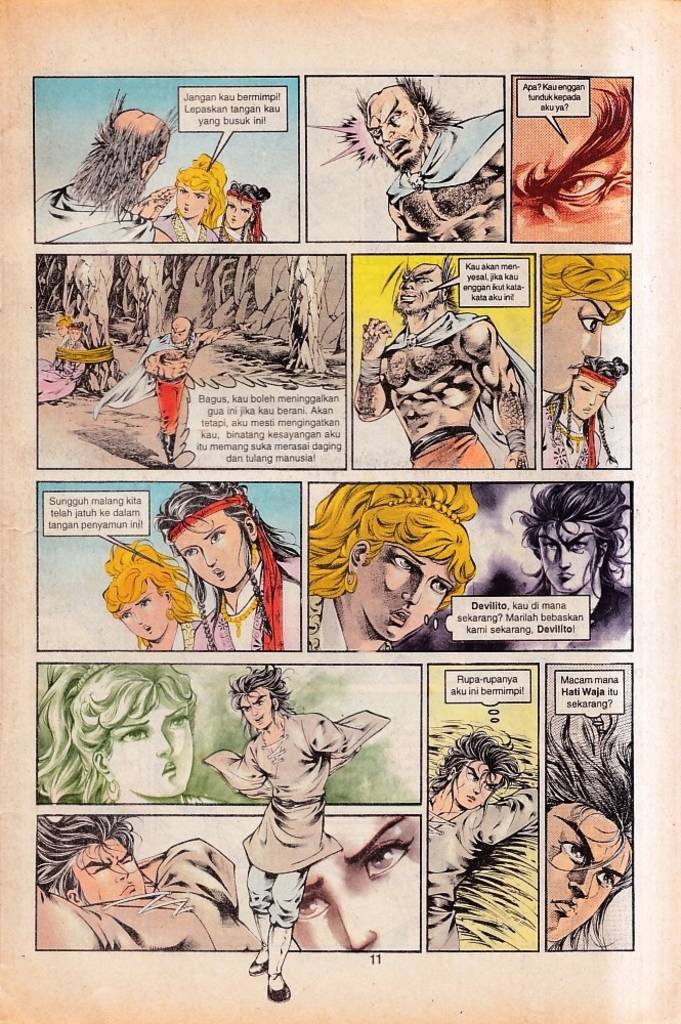 Jangan kau bermimpi!
Lepaskan tangan kau
yang busuk ini!
Apa? Kau enggan
tunduk kepada
aku ya?
Bagus, kau boleh meninggalkan
gua ini jika kau berani. Akan
tetapi, aku mesti mengingatkan
kau, binatang kesayangan aku
itu memang suka merasai daging
dan tulang manusia!
Kau akan men-
yesal, jika kau
enggan ikut kata-
kata aku ini!
Sungguh malang kita
telah jatuh ke dalam
tangan penyamun ini!
Devilito, kau di mana
sekarang? Marilah bebaskan
kami sekarang, Devilito!
Rupa-rupanya
aku ini bermimpi!
Macam mana
Hati Waja itu
sekarang?
11